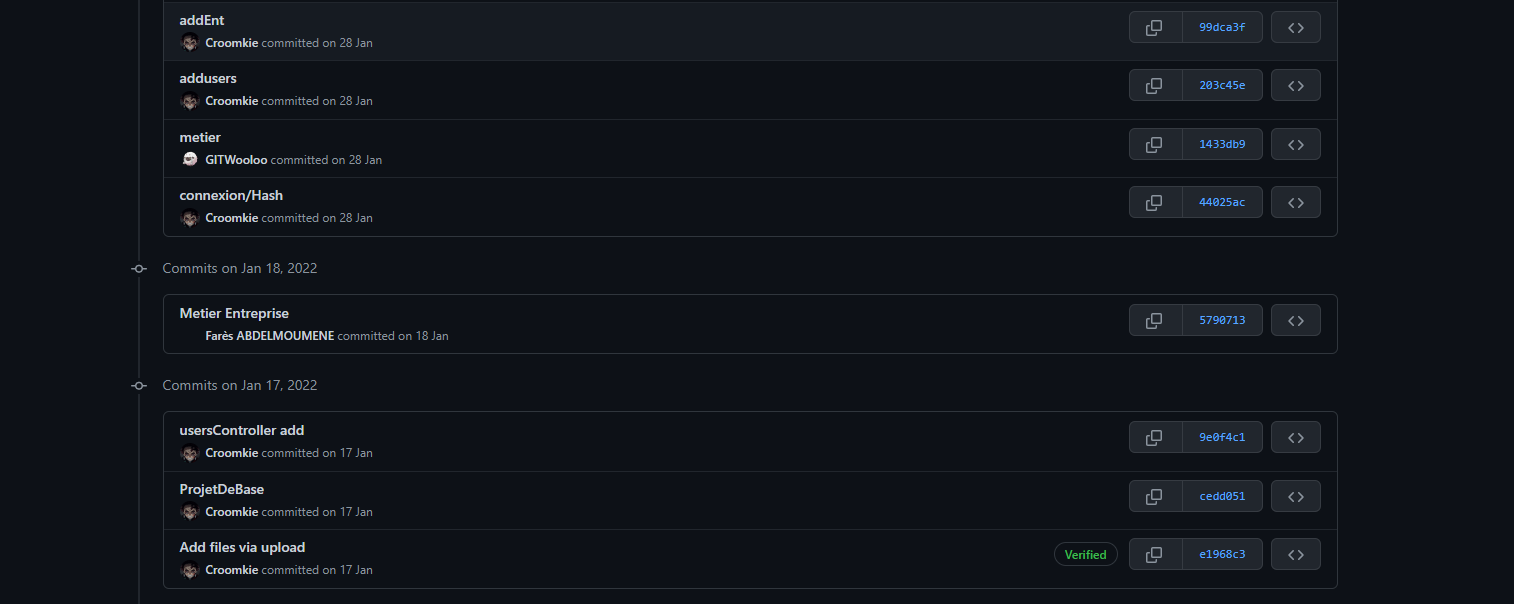 addEnt
99dca3f
Croomkie committed on 28 Jan
addusers
203c45e
Croomkie committed on 28 Jan
metier
1433db9
GITWooloo committed on 28 Jan
connexion/Hash
44025ac
Croomkie committed on 28 Jan
Commits on Jan 18, 2022
Metier Entreprise
5790713
Farès ABDELMOUMENE committed on 18 Jan
Commits on Jan 17, 2022
usersController add
9e0f4c1
Croomkie committed on 17 Jan
ProjetDeBase
cedd051
Croomkie committed on 17 Jan
Add files via upload
Verified
e1968c3
Croomkie committed on 17 Jan